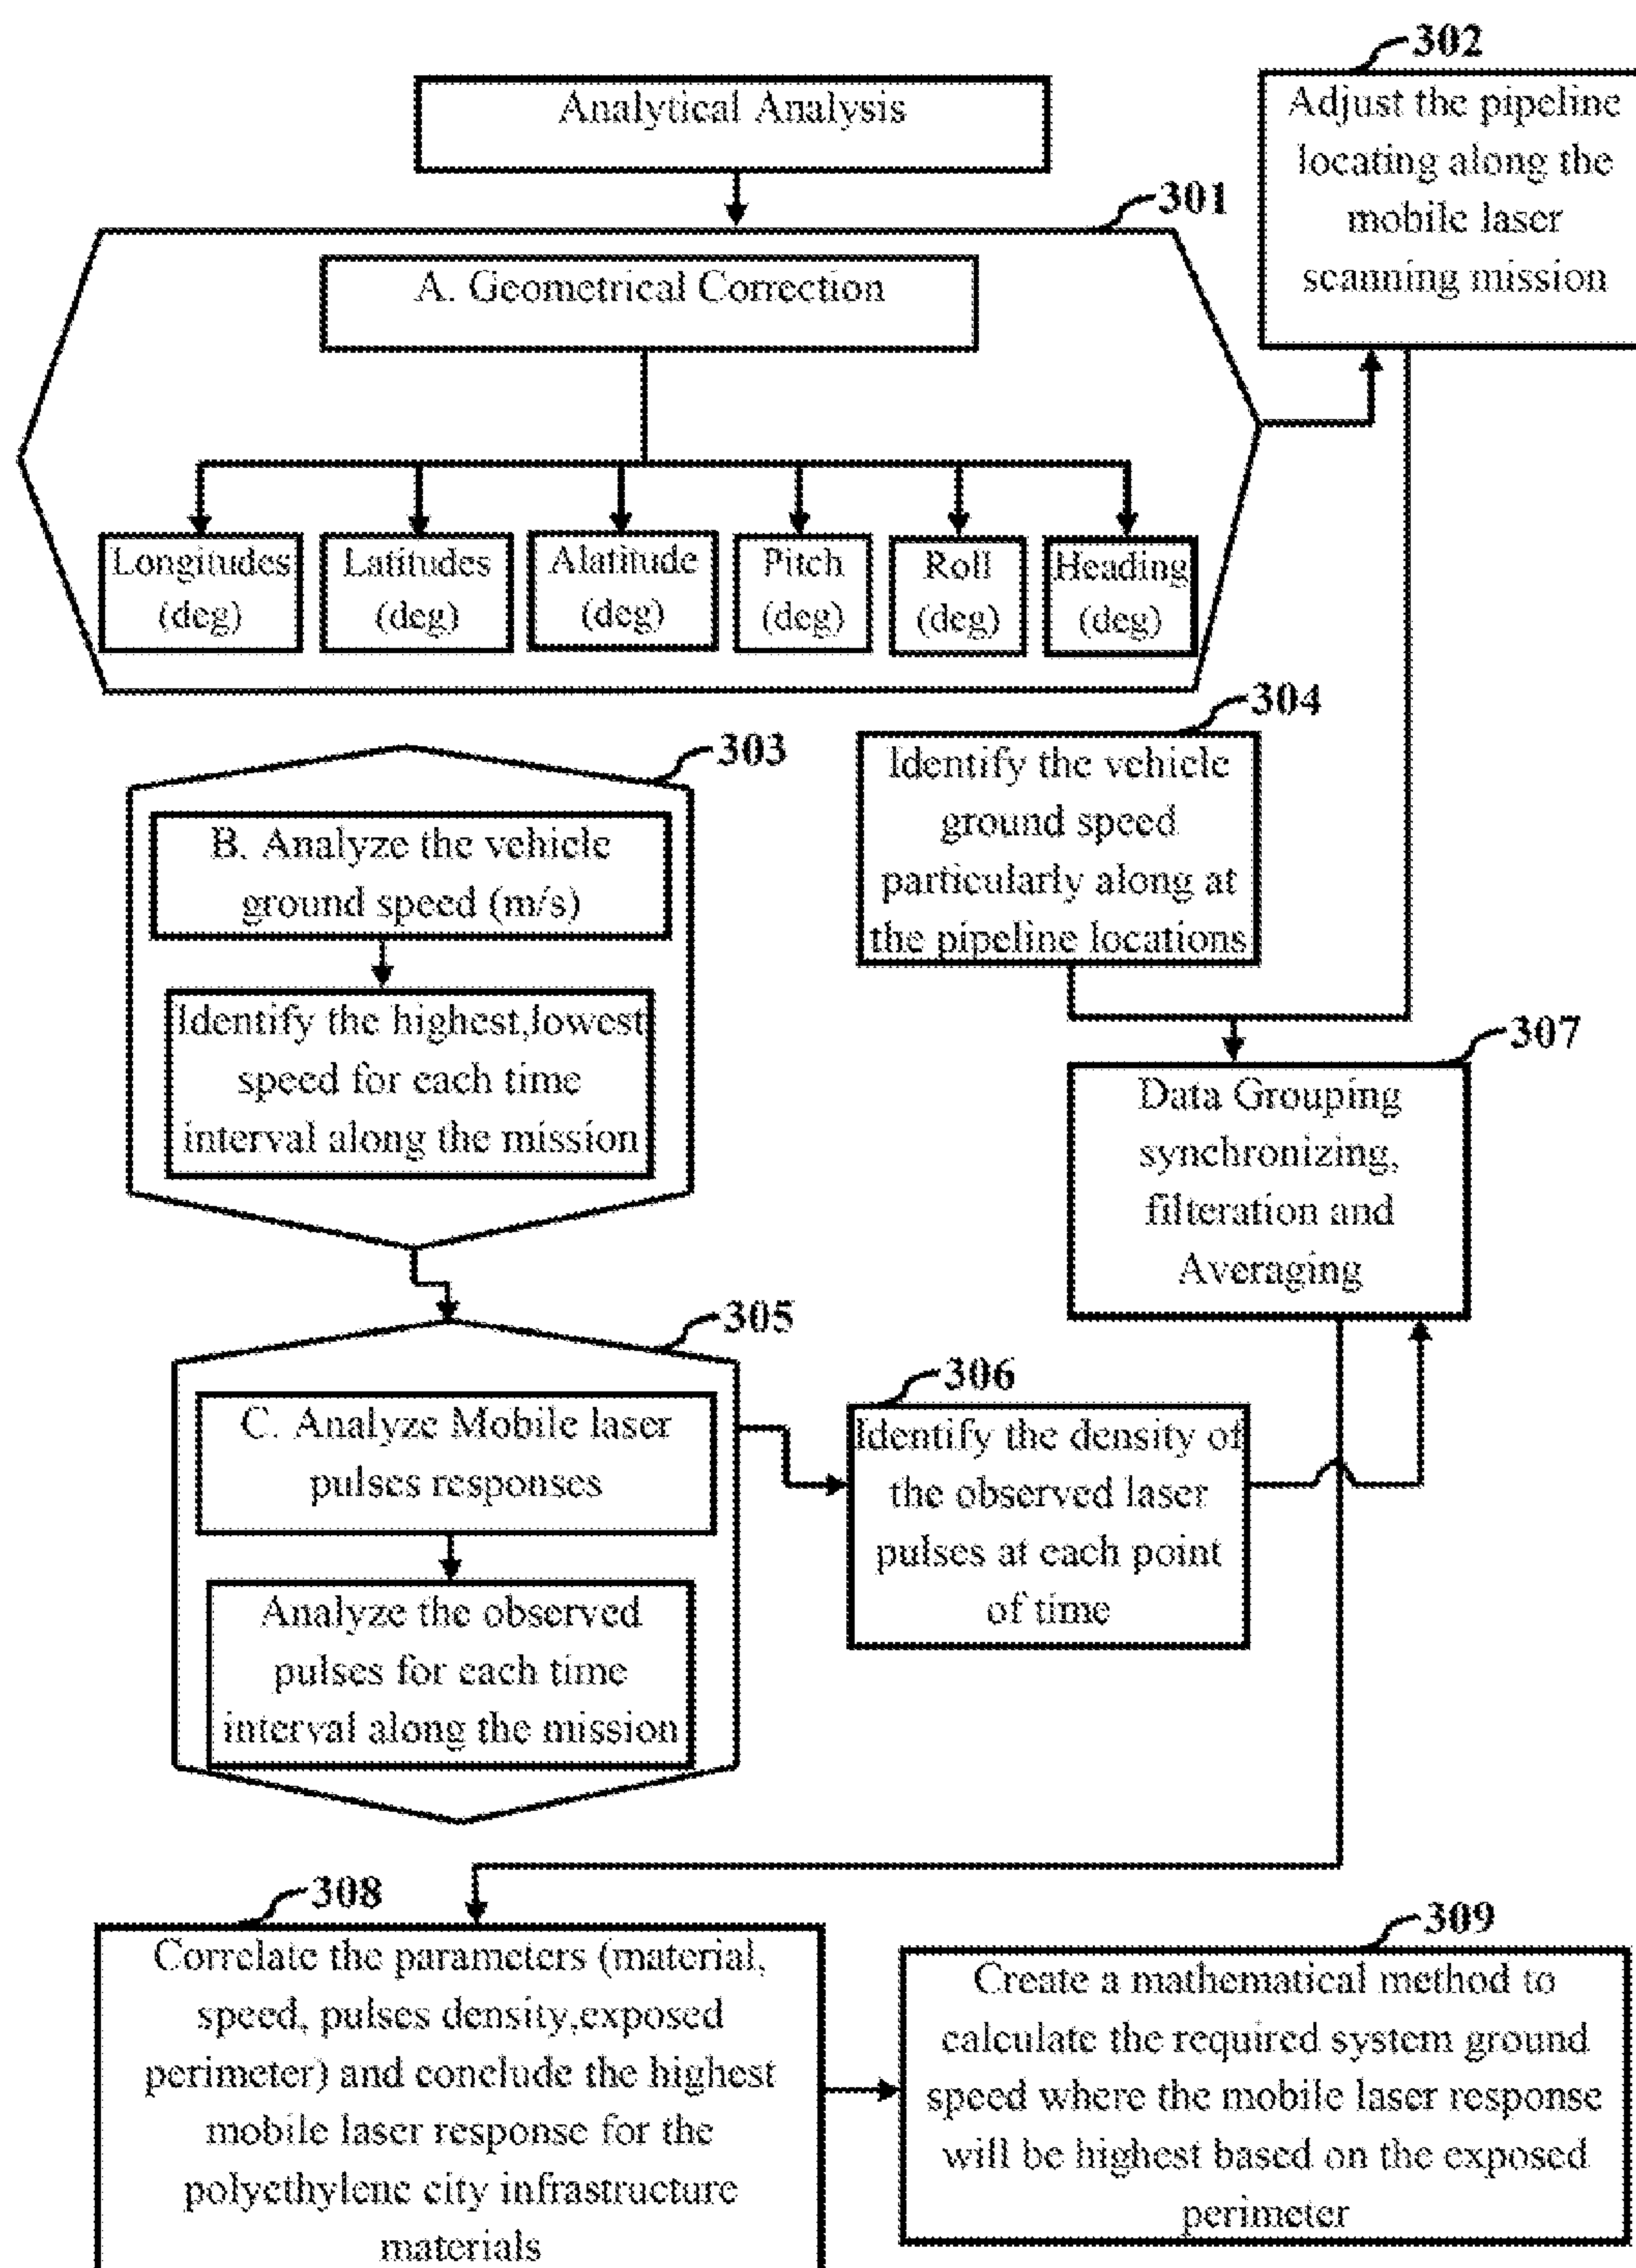 302
Analytical Analysis
Adjust the pipeline
locating along the
mobile laser
scanning mission
301
A. Geometrical Correction
Longitudes
(deg)
Latitudes
(deg)
Alatitude
(deg)
Pitch
(deg)
Roll
(deg)
Heading
(deg)
303
B. Analyze the vehicle
ground speed (m/s)
Identify the highest,lowest
speed for each time
interval along the mission
304
Identify the vehicle
ground speed
particularly along at
the pipeline locations
307
Data Grouping
synchronizing,
filteration and
Averaging
305
C. Analyze Mobile laser
pulses responses
Analyze the observed
pulses for each time
interval along the mission
306
Identify the density of
the observed laser
pulses at each point
of time
308
Correlate the parameters (material,
speed, pulses density,exposed
perimeter) and conclude the highest
mobile laser response for the
polyethylene city infrastructure
materials
309
Create a mathematical method to
calculate the required system ground
speed where the mobile laser response
will be highest based on the exposed
perimeter